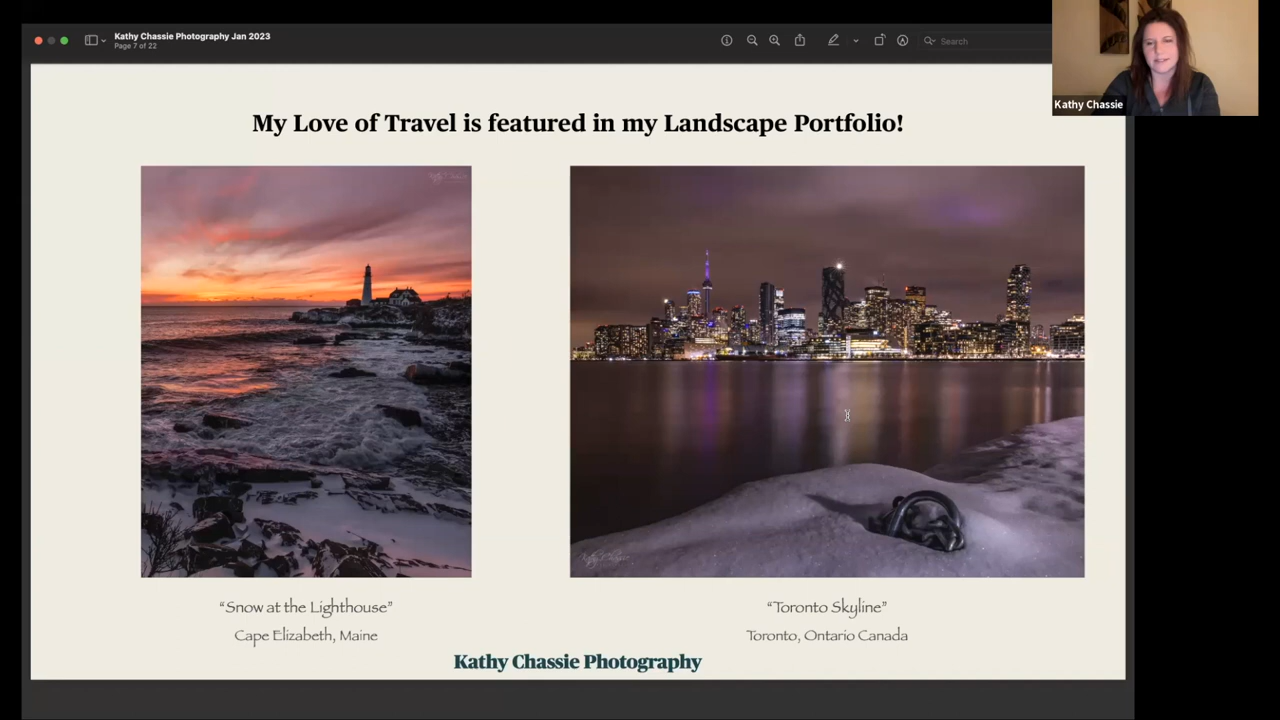 Kathy Chassie Photography Jan 2023
Page 7 of 22
Search
Kathy Chassie
My Love of Travel is featured in my Landscape Portfolio!
"Snow at the Lighthouse"
Cape Elizabeth, Maine
"Toronto Skyline"
Toronto, Ontario Canada
Kathy Chassie Photography